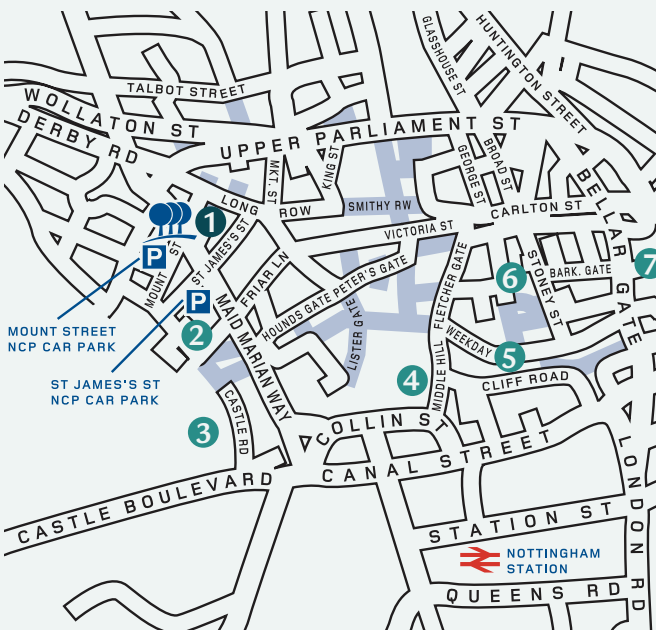 GLASSHOUSE ST
HUNTINGTON STREET
TALBOT STREET
WOLLATON ST
DERBY RD
UPPER PARLIAMENT ST
GEORGE ST
BROAD ST
KING ST
MKT. ST
BELLAR GATE
LONG ROW
SMITHY RW
CARLTON ST
1
VICTORIA ST
ST JAMES'S ST
P
MOUNT ST
FRIAR LN
HOUNDS GATE
PETER'S GATE
FLETCHER GATE
STONEY ST
BARK. GATE
6
7
P
MAID MARIAN WAY
LISTER GATE
MOUNT STREET
NCP CAR PARK
2
WEEKDAY
5
ST JAMES'S ST
NCP CAR PARK
4
MIDDLE HILL
CLIFF ROAD
CASTLE RD
3
COLLIN ST
CANAL STREET
CASTLE BOULEVARD
LONDON RD
STATION ST
NOTTINGHAM
STATION
QUEENS RD